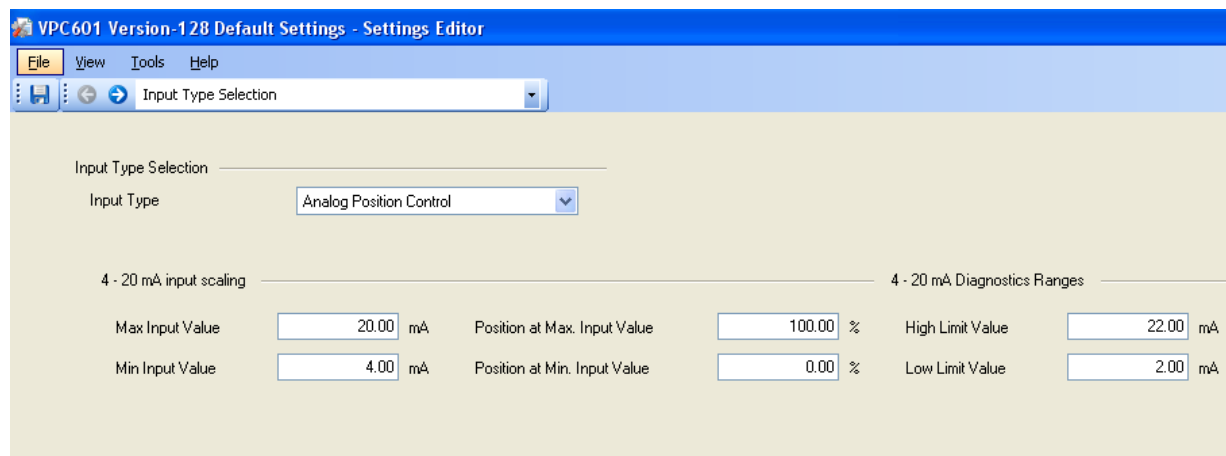 VPC601 Version-128 Default Settings - Settings Editor
File View Tools Help
Input Type Selection
Input Type Selection
Input Type Analog Position Control
4 - 20 mA input scaling 4 - 20 mA Diagnostics Ranges
Max Input Value 20.00 mA Position at Max. Input Value 100.00 % High Limit Value 22.00 mA
Min Input Value 4.00 mA Position at Min. Input Value 0.00 % Low Limit Value 2.00 mA